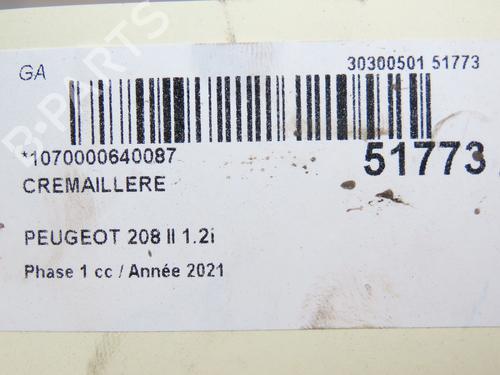 GA
30300501 51773
*1070000640087
51773
CREMAILLERE
PEUGEOT 208 II 1.2i
Phase 1 cc / Année 2021
B-PARTS